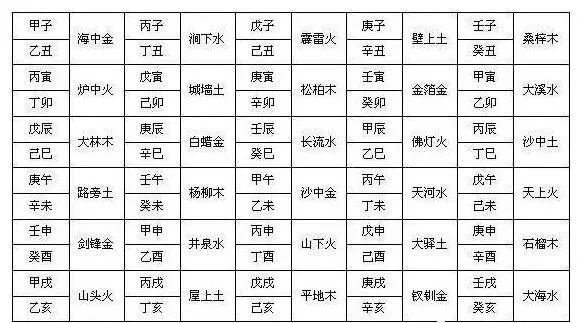 甲子 海中金 丙子 涧下水 戊子 霹雷火 庚子 壁上土 壬子 桑梓木
乙丑 丁丑 己丑 辛丑 癸丑
丙寅 炉中火 戊寅 城墙土 庚寅 松柏木 壬寅 金箔金 甲寅 大溪水
丁卯 己卯 辛卯 癸卯 乙卯
戊辰 大林木 庚辰 白蜡金 壬辰 长流水 甲辰 佛灯火 丙辰 沙中土
己巳 辛巳 癸巳 乙巳 丁巳
庚午 路旁土 壬午 杨柳木 甲午 沙中金 丙午 天河水 戊午 天上火
辛未 癸未 乙未 丁未 己未
壬申 剑锋金 甲申 井泉水 丙申 山下火 戊申 大驿土 庚申 石榴木
癸酉 乙酉 丁酉 己酉 辛酉
甲戌 山头火 丙戌 屋上土 戊戌 平地木 庚戌 钗钏金 壬戌 大海水
乙亥 丁亥 己亥 辛亥 癸亥